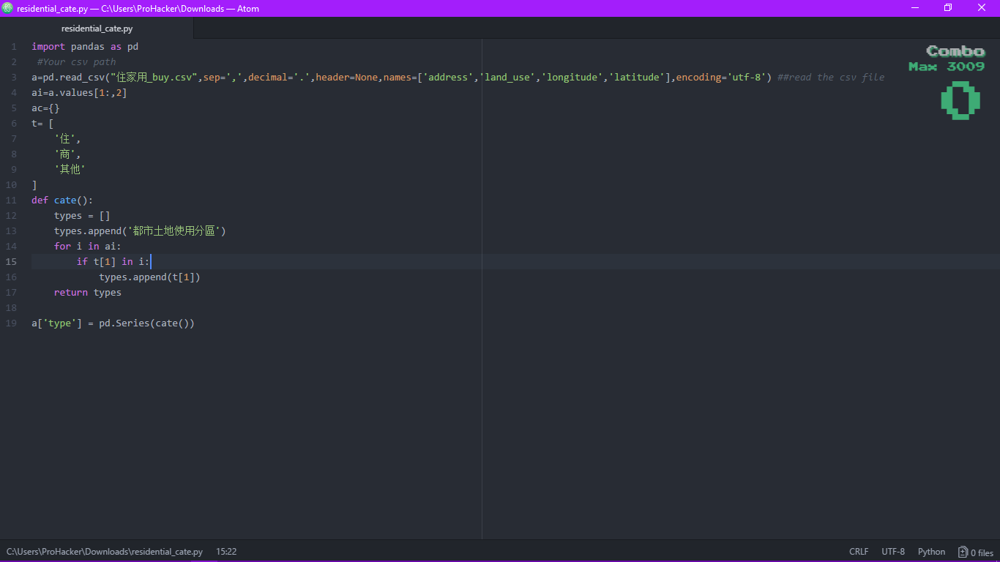 residential_cate.py — C:\Users\ProHacker\Downloads — Atom
residential_cate.py
Combo
Max 3009
0
1 import pandas as pd
2 #Your csv path
3 a=pd.read_csv("住家用_buy.csv",sep=',',decimal='.',header=None,names=['address','land_use','longitude','latitude'],encoding='utf-8') ##read the csv file
4 ai=a.values[1:,2]
5 ac={}
6 t= [
7 '住',
8 '商',
9 '其他'
10 ]
11 def cate():
12 types = []
13 types.append('都市土地使用分區')
14 for i in ai:
15 if t[1] in i:
16 types.append(t[1])
17 return types
18
19 a['type'] = pd.Series(cate())
C:\Users\ProHacker\Downloads\residential_cate.py 15:22 CRLF UTF-8 Python 0 files